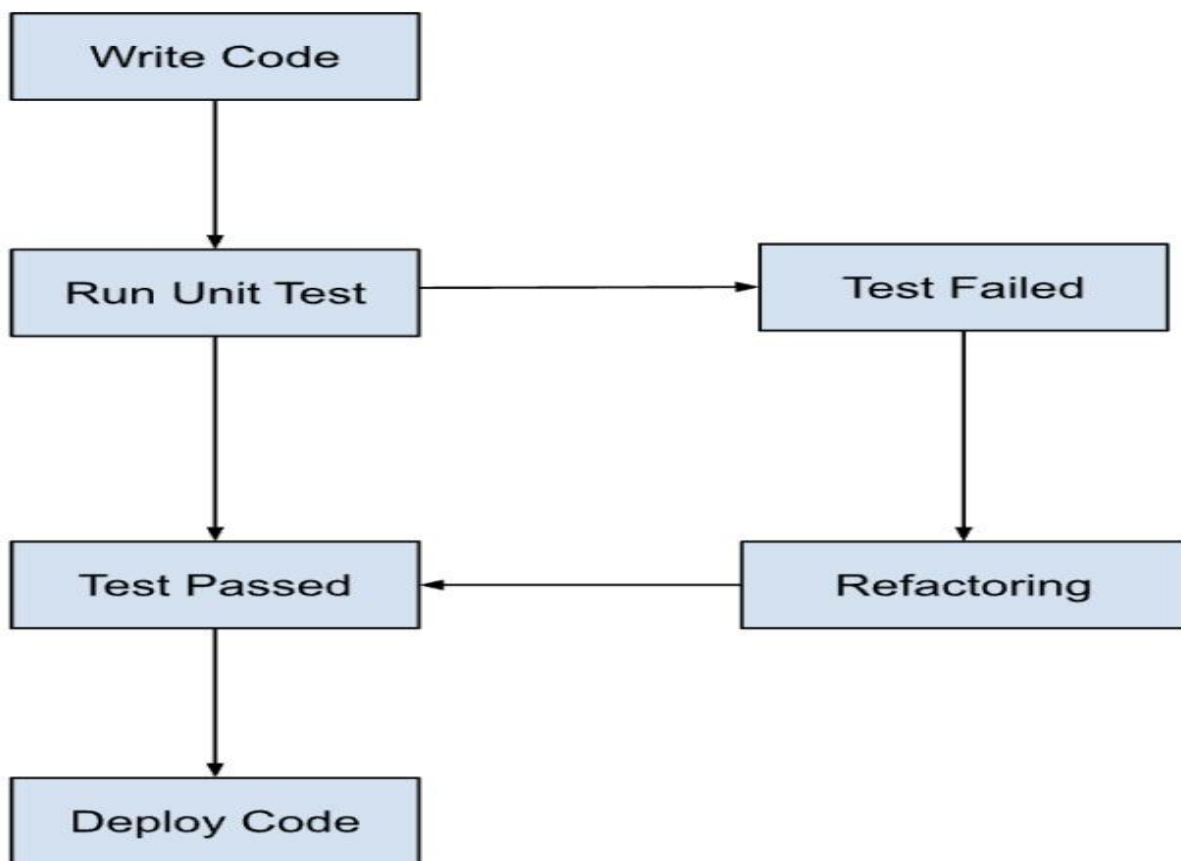 Write Code
Run Unit Test
Test Failed
Test Passed
Refactoring
Deploy Code